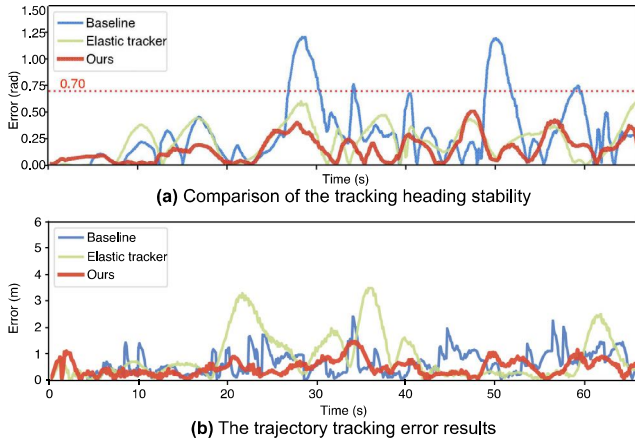 1.50
1.25
1.00
0.75
0.50
0.25
0.00
Error (rad)
Baseline
Elastic tracker
Ours
0.70
Time (s)
(a) Comparison of the tracking heading stability
6
5
4
3
2
1
0
Error (m)
Baseline
Elastic tracker
Ours
0 10 20 30 40 50 60
Time (s)
(b) The trajectory tracking error results